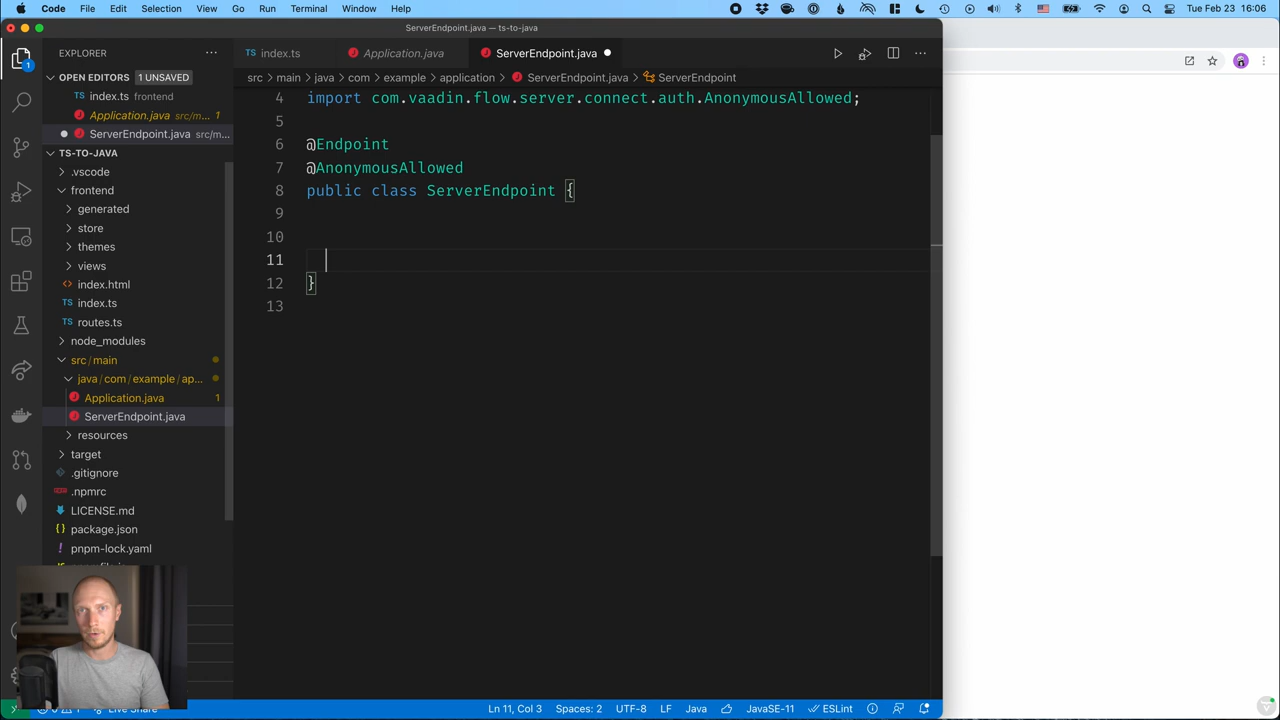 Code File Edit Selection View Go Run Terminal Window Help Tue Feb 23 16:06
ServerEndpoint.java — ts-to-java
EXPLORER
index.ts
Application.java
ServerEndpoint.java
OPEN EDITORS 1 UNSAVED
src > main > java > com > example > application > ServerEndpoint.java > ServerEndpoint
index.ts frontend
Application.java src/m... 1
ServerEndpoint.java src/m...
TS-TO-JAVA
.vscode
frontend
generated
store
themes
views
index.html
index.ts
routes.ts
node_modules
src/main
java/com/example/ap...
Application.java 1
ServerEndpoint.java
resources
target
.gitignore
.npmrc
LICENSE.md
package.json
pnpm-lock.yaml
4 import com.vaadin.flow.server.connect.auth.AnonymousAllowed;
5
6 @Endpoint
7 @AnonymousAllowed
8 public class ServerEndpoint {
9
10
11
12 }
13
Live Share
Ln 11, Col 3 Spaces: 2 UTF-8 LF Java JavaSE-11 ESLint